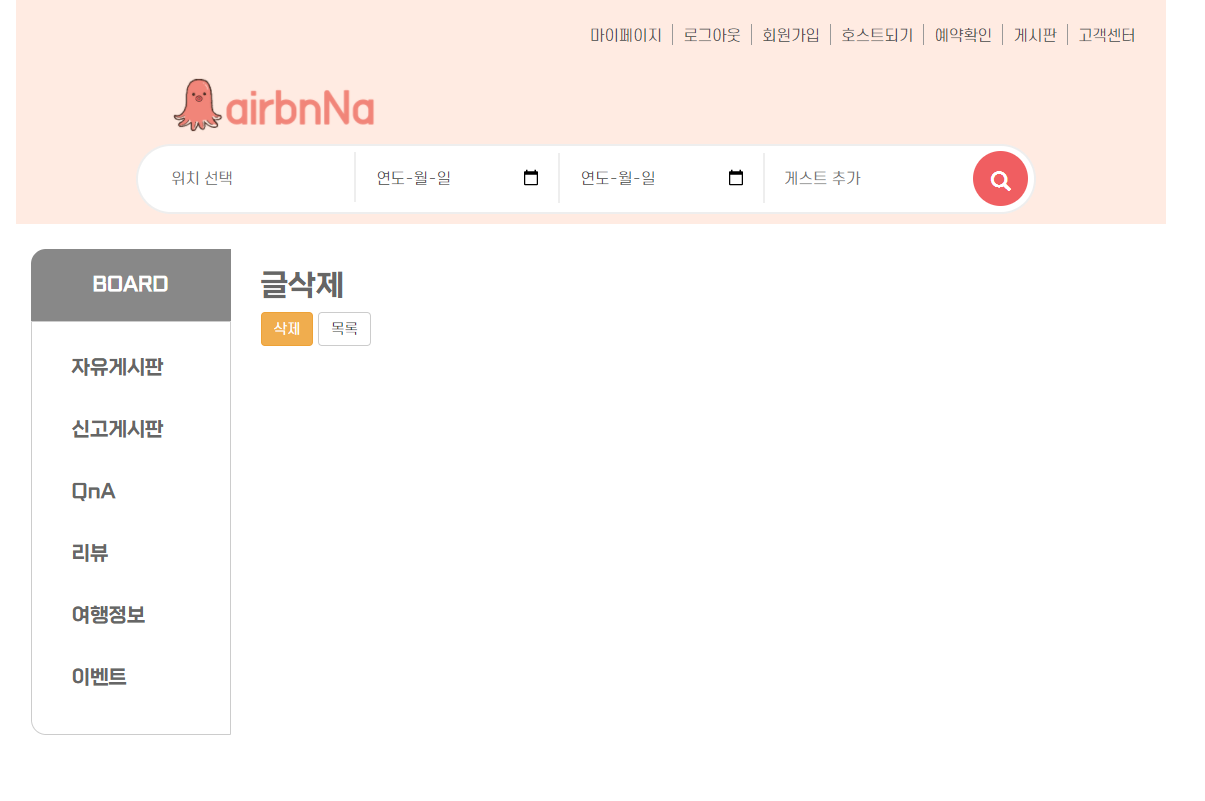 마이페이지 로그아웃 회원가입 호스트되기 예약확인 게시판 고객센터
airbnNa
위치 선택 연도-월-일 연도-월-일 게스트 추가
BOARD
자유게시판
신고게시판
QnA
리뷰
여행정보
이벤트
글삭제
삭제 목록